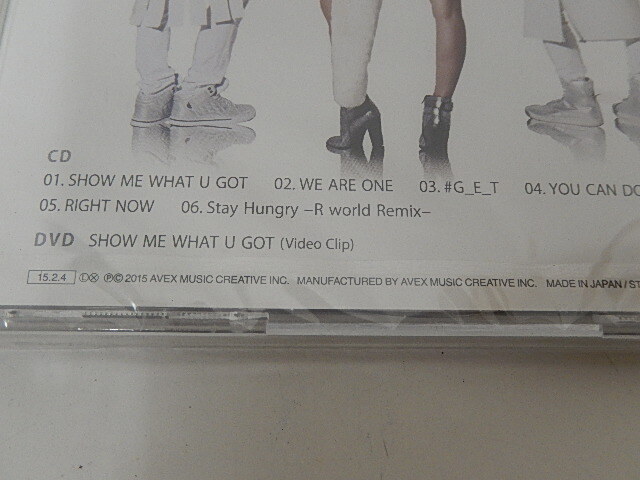 CD
01. SHOW ME WHAT U GOT 02. WE ARE ONE 03. #G_E_T 04. YOU CAN DO
05. RIGHT NOW 06. Stay Hungry –R world Remix–
DVD SHOW ME WHAT U GOT (Video Clip)
15.2.4 ⓁⓍ ℗© 2015 AVEX MUSIC CREATIVE INC. MANUFACTURED BY AVEX MUSIC CREATIVE INC. MADE IN JAPAN / ST